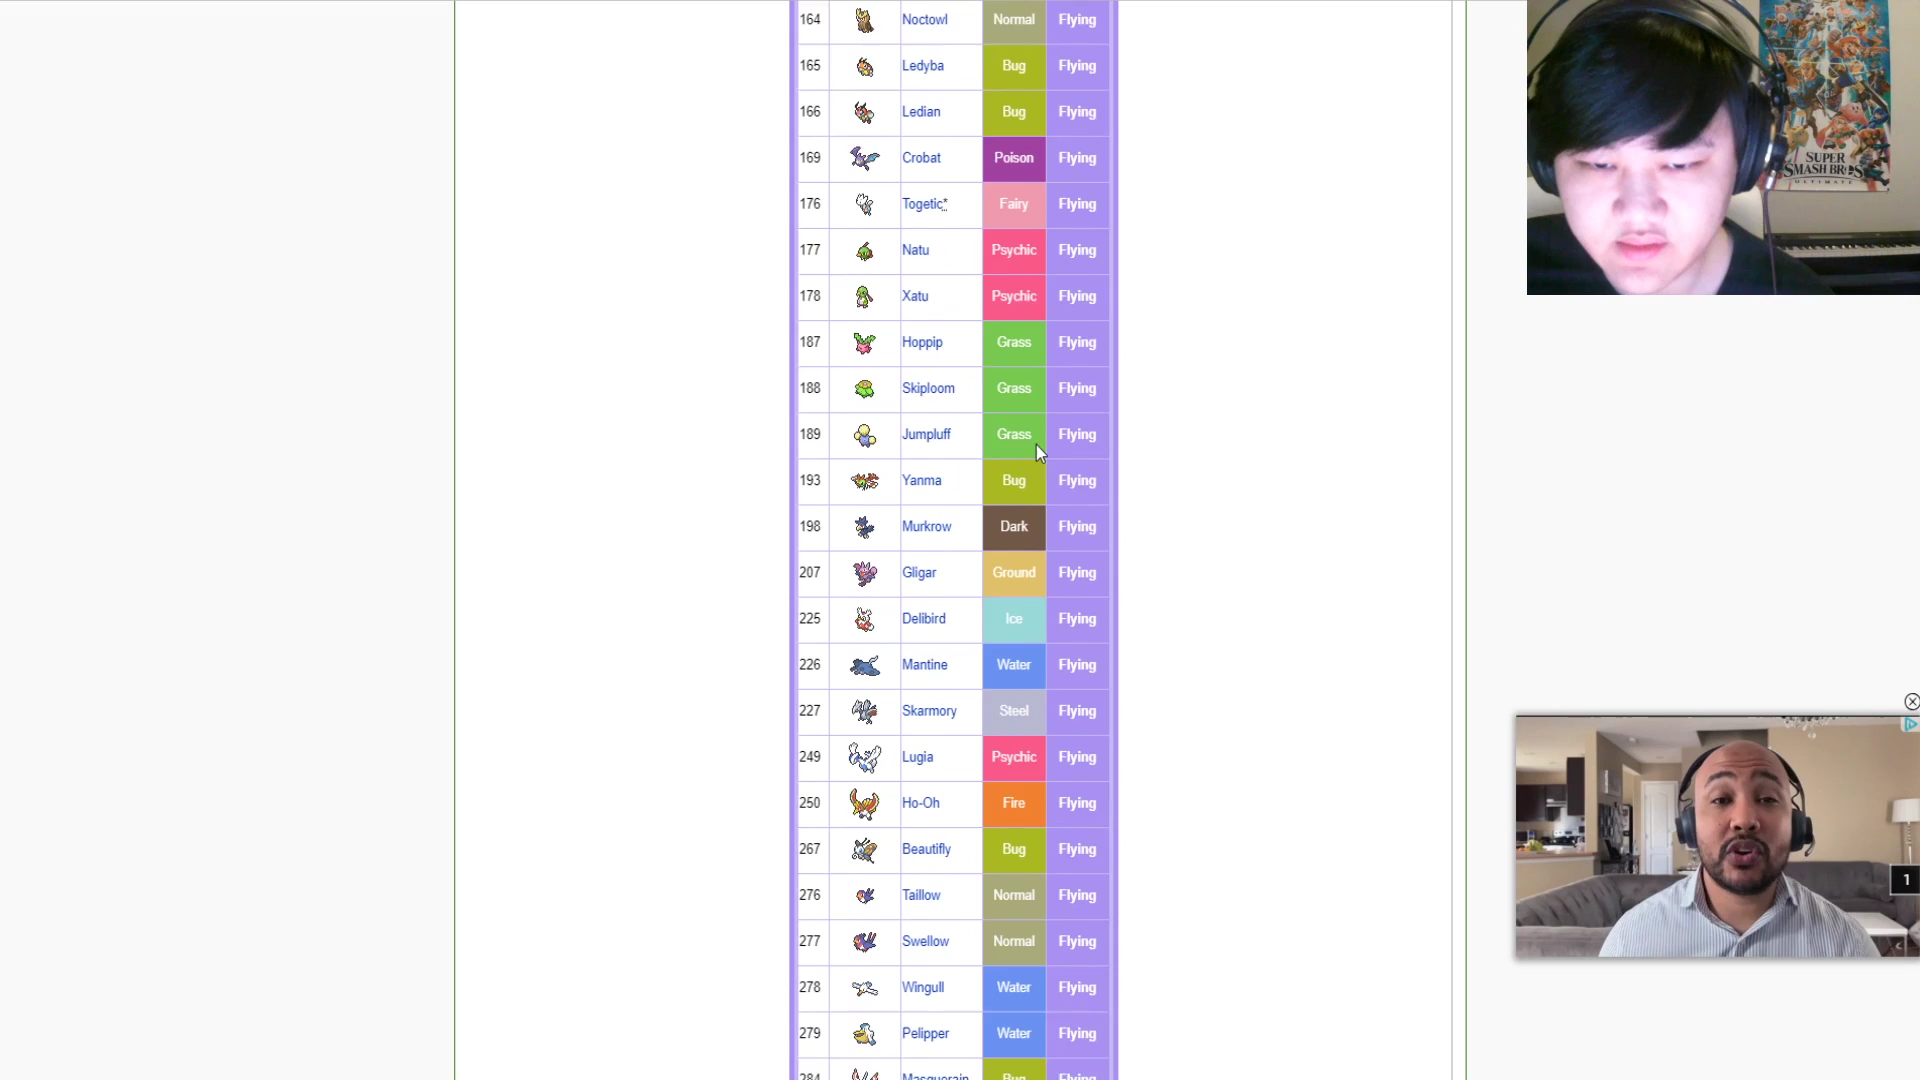 164 Noctowl Normal Flying
165 Ledyba Bug Flying
166 Ledian Bug Flying
169 Crobat Poison Flying
176 Togetic* Fairy Flying
177 Natu Psychic Flying
178 Xatu Psychic Flying
187 Hoppip Grass Flying
188 Skiploom Grass Flying
189 Jumpluff Grass Flying
193 Yanma Bug Flying
198 Murkrow Dark Flying
207 Gligar Ground Flying
225 Delibird Ice Flying
226 Mantine Water Flying
227 Skarmory Steel Flying
249 Lugia Psychic Flying
250 Ho-Oh Fire Flying
267 Beautifly Bug Flying
276 Taillow Normal Flying
277 Swellow Normal Flying
278 Wingull Water Flying
279 Pelipper Water Flying
284 Masquerain Bug Flying
SUPER
SMASH BROS
ULTIMATE
1